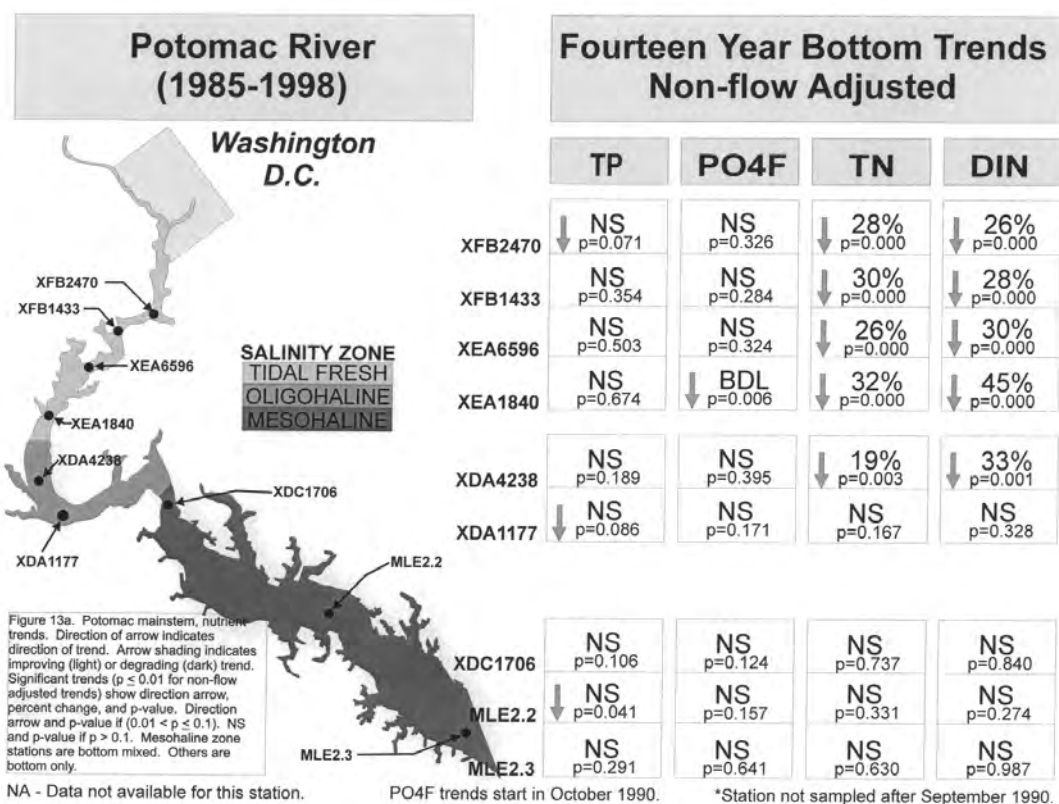 Potomac River
(1985-1998)
Fourteen Year Bottom Trends
Non-flow Adjusted
Washington
D.C.
XFB2470
XFB1433
XEA6596
XEA1840
XDA4238
XDA1177
XDC1706
MLE2.2
MLE2.3
SALINITY ZONE
TIDAL FRESH
OLIGOHALINE
MESOHALINE
TP PO4F TN DIN
XFB2470 NS NS 28% 26%
p=0.071 p=0.326 p=0.000 p=0.000
XFB1433 NS NS 30% 28%
p=0.354 p=0.284 p=0.000 p=0.000
XEA6596 NS NS 26% 30%
p=0.503 p=0.324 p=0.000 p=0.000
XEA1840 NS BDL 32% 45%
p=0.674 p=0.006 p=0.000 p=0.000
XDA4238 NS NS 19% 33%
p=0.189 p=0.395 p=0.003 p=0.001
XDA1177 NS NS NS NS
p=0.086 p=0.171 p=0.167 p=0.328
XDC1706 NS NS NS NS
p=0.106 p=0.124 p=0.737 p=0.840
MLE2.2 NS NS NS NS
p=0.041 p=0.157 p=0.331 p=0.274
MLE2.3 NS NS NS NS
p=0.291 p=0.641 p=0.630 p=0.987
Figure 13a. Potomac mainstem, nutrient
trends. Direction of arrow indicates
direction of trend. Arrow shading indicates
improving (light) or degrading (dark) trend.
Significant trends (p ≤ 0.01 for non-flow
adjusted trends) show direction arrow,
percent change, and p-value. Direction
arrow and p-value if (0.01 < p ≤ 0.1). NS
and p-value if p > 0.1. Mesohaline zone
stations are bottom mixed. Others are
bottom only.
NA - Data not available for this station.
PO4F trends start in October 1990.
*Station not sampled after September 1990.